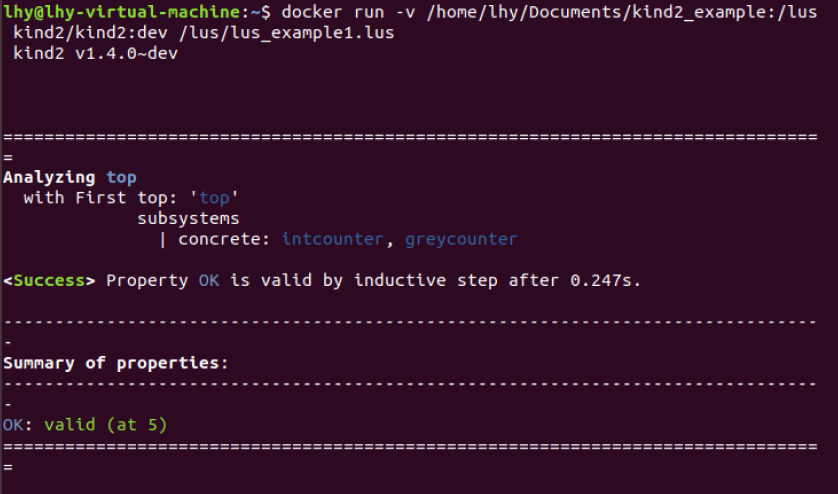 lhy@lhy-virtual-machine:~$ docker run -v /home/lhy/Documents/kind2_example:/lus
kind2/kind2:dev /lus/lus_example1.lus
kind2 v1.4.0~dev
===============================================================================
=
Analyzing top
with First top: 'top'
subsystems
| concrete: intcounter, greycounter
<Success> Property OK is valid by inductive step after 0.247s.
-------------------------------------------------------------------------------
-
Summary of properties:
-------------------------------------------------------------------------------
-
OK: valid (at 5)
===============================================================================
=